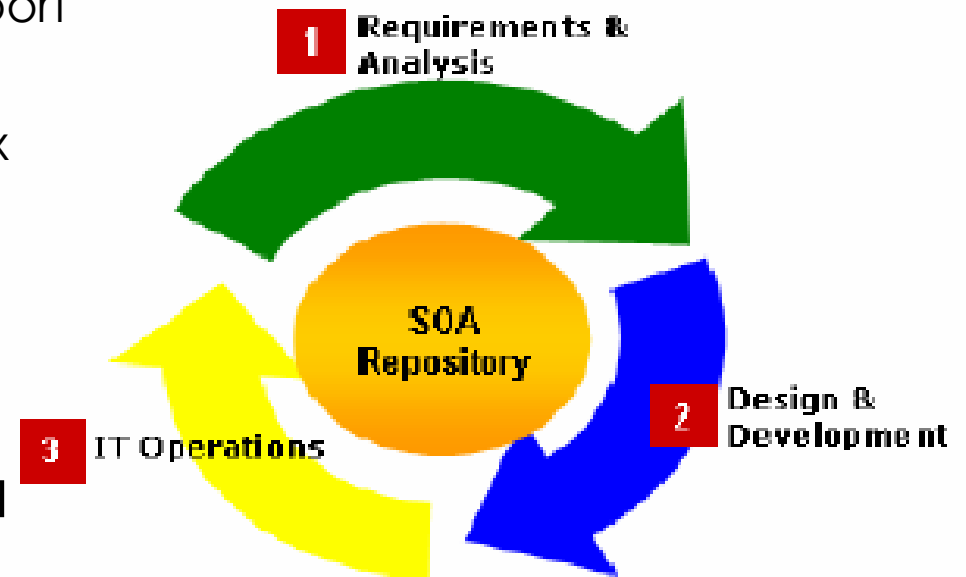 1
Requirements &
Analysis
SOA
Repository
2
Design &
Development
3
IT Operations